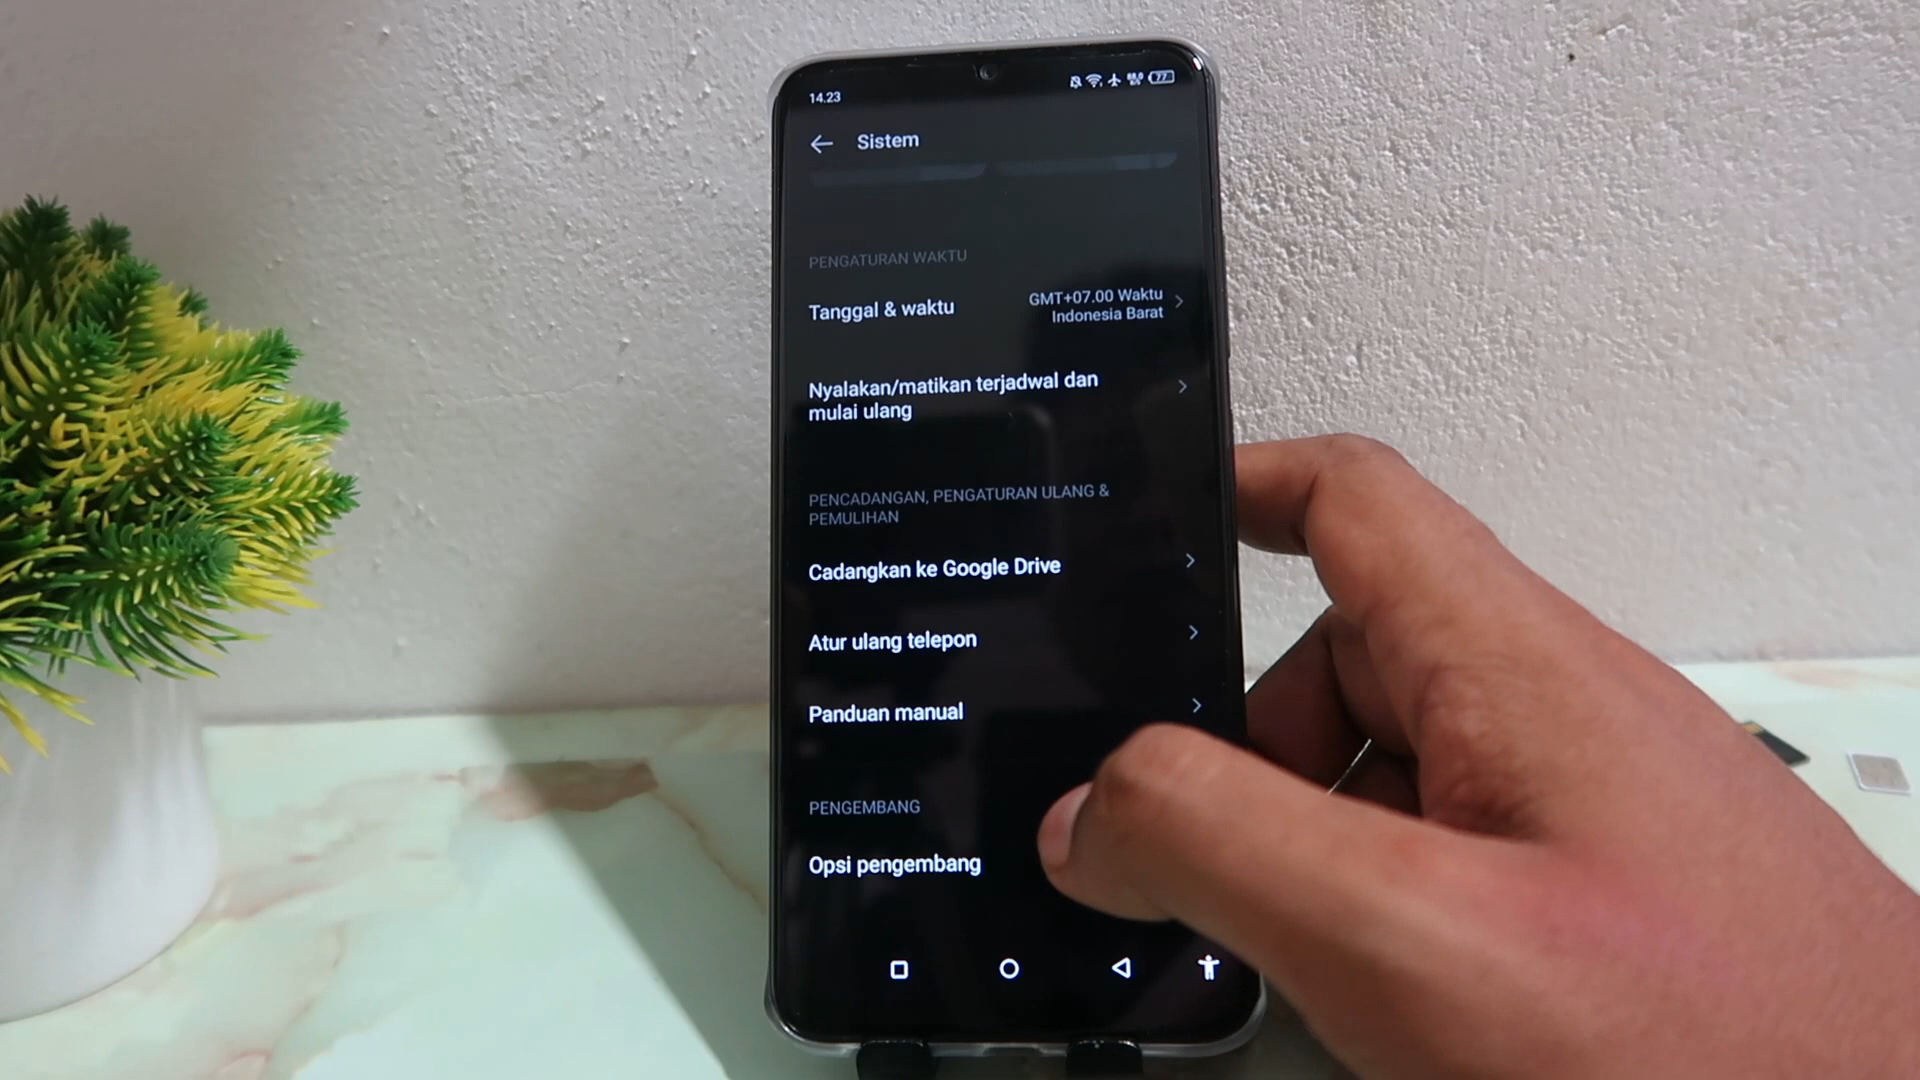 14.23
77
Sistem
PENGATURAN WAKTU
Tanggal & waktu
GMT+07.00 Waktu
Indonesia Barat
Nyalakan/matikan terjadwal dan
mulai ulang
PENCADANGAN, PENGATURAN ULANG &
PEMULIHAN
Cadangkan ke Google Drive
Atur ulang telepon
Panduan manual
PENGEMBANG
Opsi pengembang